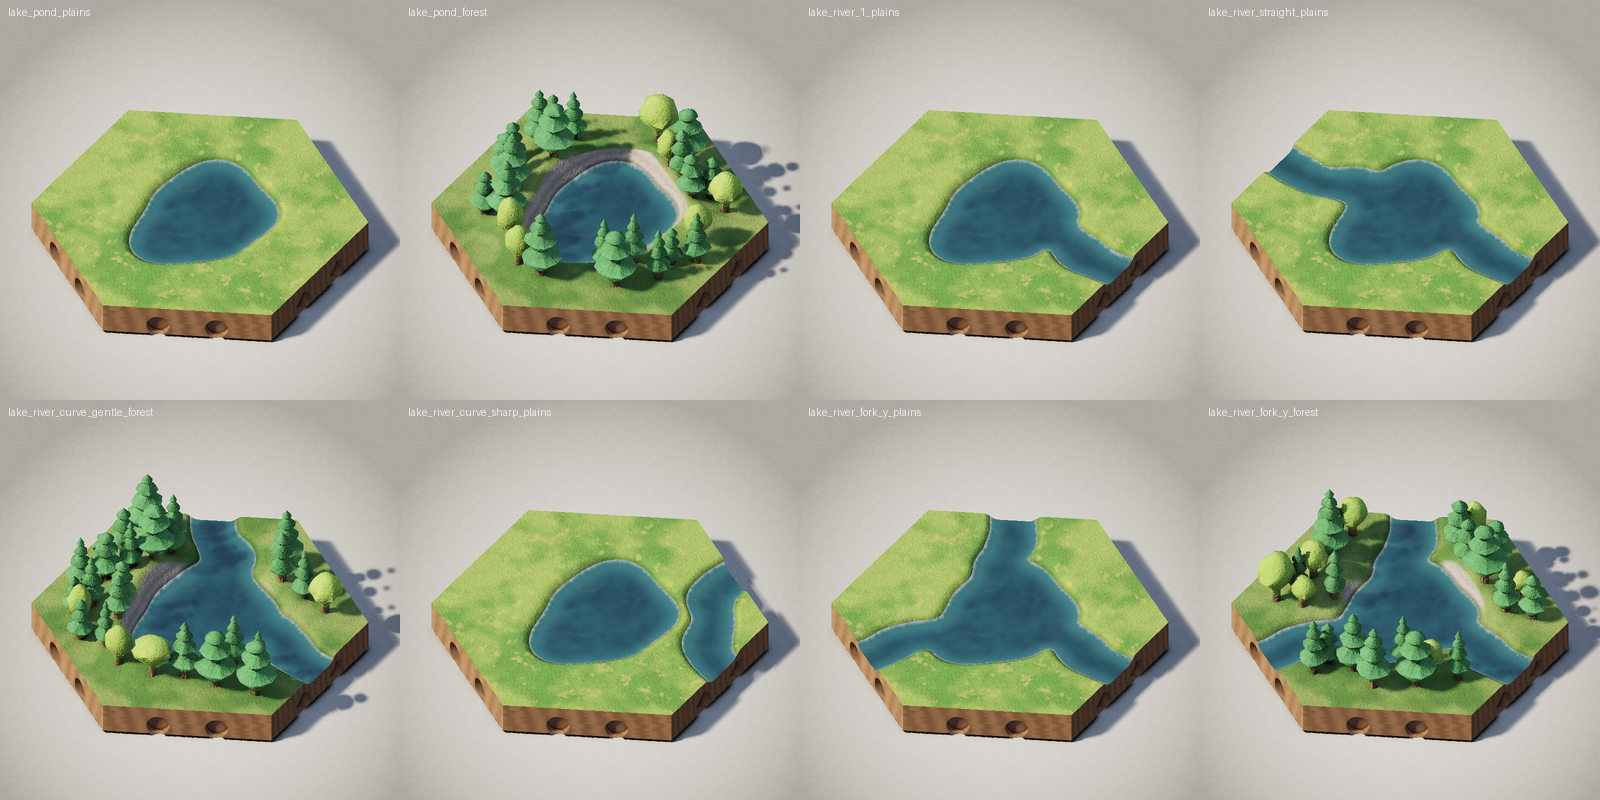 lake_pond_plains
lake_pond_forest
lake_river_1_plains
lake_river_straight_plains
lake_river_curve_gentle_forest
lake_river_curve_sharp_plains
lake_river_fork_y_plains
lake_river_fork_y_forest